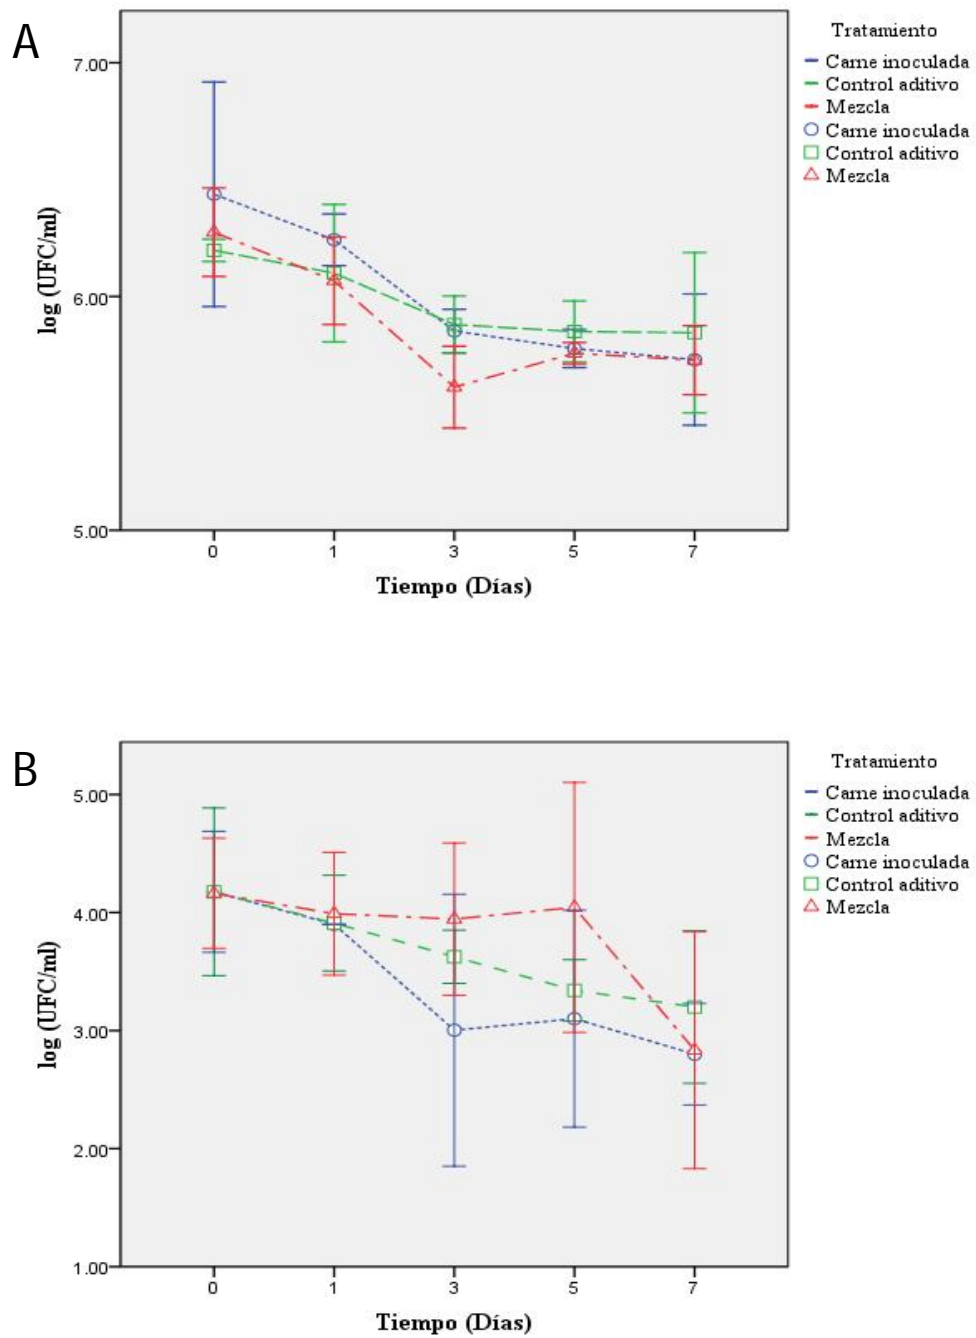 A
Tratamiento
Carne inoculada
Control aditivo
Mezcla
Carne inoculada
Control aditivo
Mezcla
7.00
6.00
5.00
log (UFC/ml)
0 1 3 5 7
Tiempo (Días)
B
Tratamiento
Carne inoculada
Control aditivo
Mezcla
Carne inoculada
Control aditivo
Mezcla
5.00
4.00
3.00
2.00
1.00
log (UFC/ml)
0 1 3 5 7
Tiempo (Días)